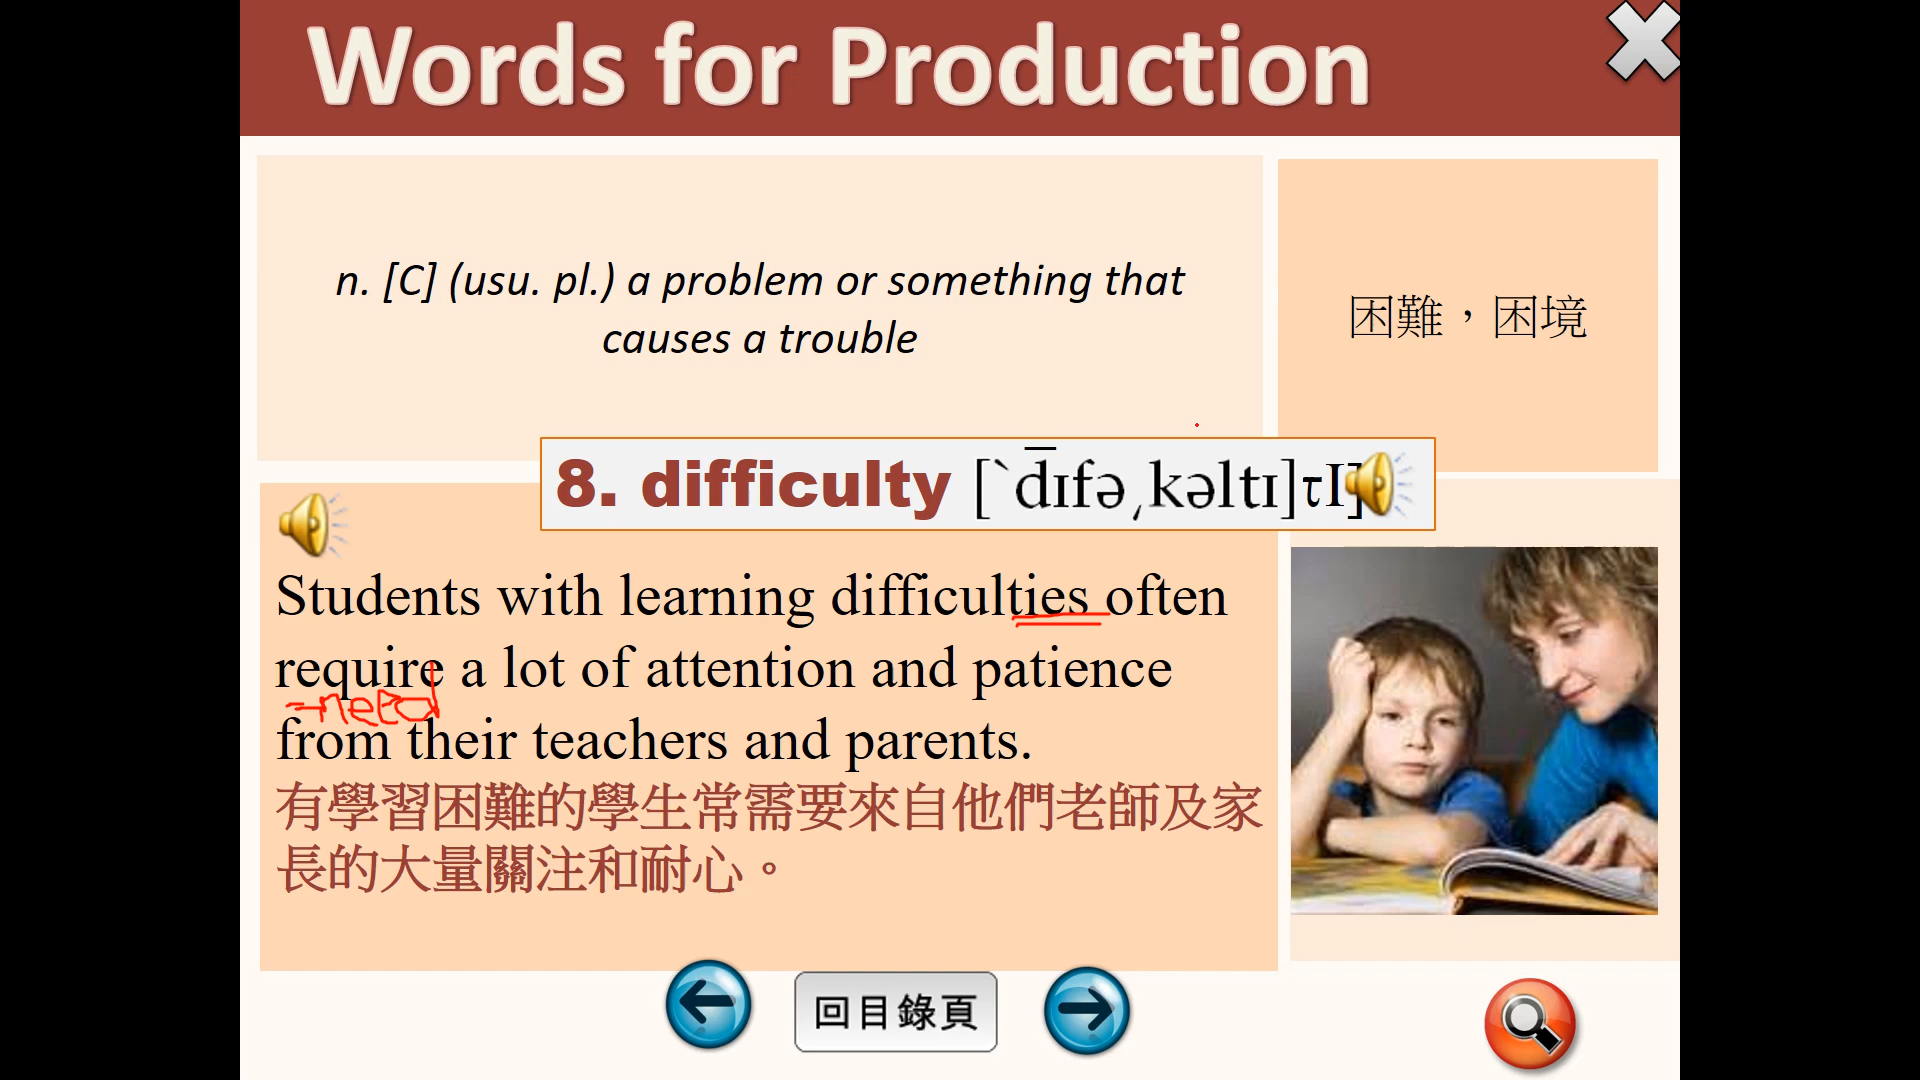 Words for Production
n. [C] (usu. pl.) a problem or something that
causes a trouble
困難，困境
8. difficulty [ˋdɪfəˏkəltɪ]τI]
Students with learning difficulties often
require a lot of attention and patience
need
from their teachers and parents.
有學習困難的學生常需要來自他們老師及家
長的大量關注和耐心。
回目錄頁